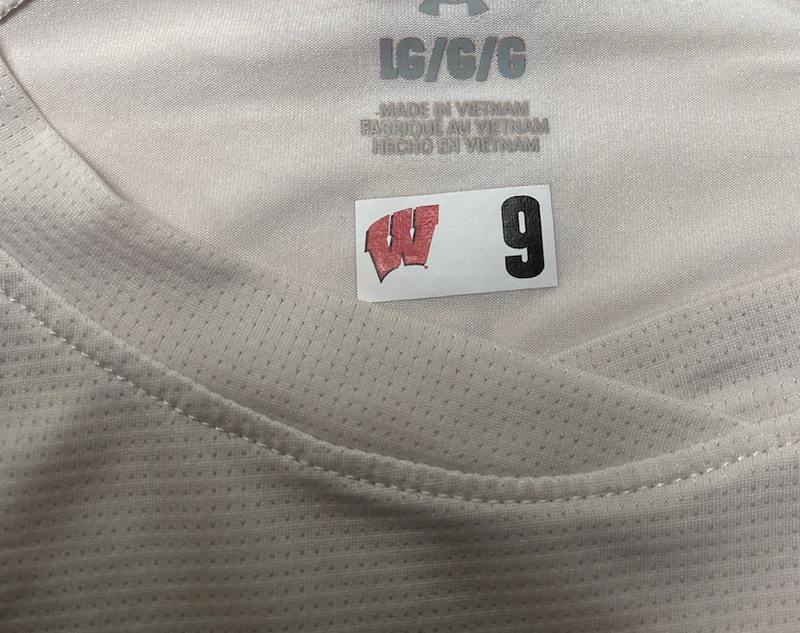 LG/G/G
MADE IN VIETNAM
FABRIQUE AU VIETNAM
HECHO EN VIETNAM
W 9